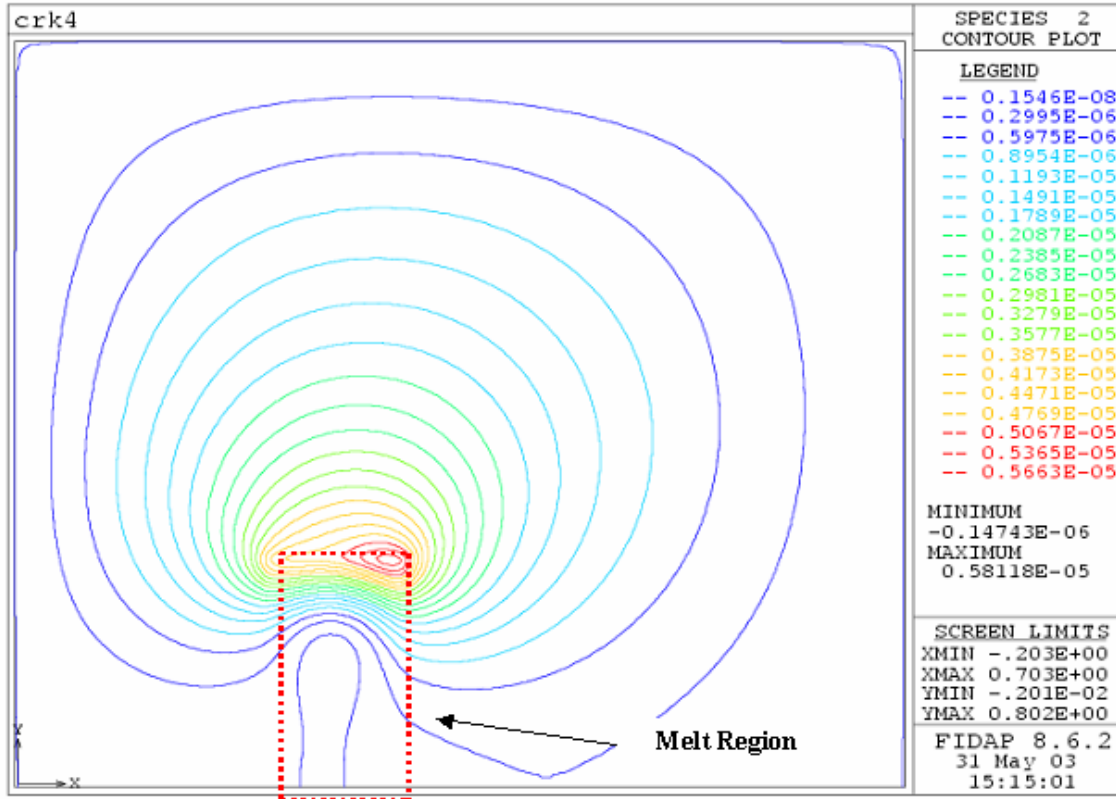 crk4
SPECIES 2
CONTOUR PLOT
LEGEND
-- 0.1546E-08
-- 0.2995E-06
-- 0.5975E-06
-- 0.8954E-06
-- 0.1193E-05
-- 0.1491E-05
-- 0.1789E-05
-- 0.2087E-05
-- 0.2385E-05
-- 0.2683E-05
-- 0.2981E-05
-- 0.3279E-05
-- 0.3577E-05
-- 0.3875E-05
-- 0.4173E-05
-- 0.4471E-05
-- 0.4769E-05
-- 0.5067E-05
-- 0.5365E-05
-- 0.5663E-05
MINIMUM
-0.14743E-06
MAXIMUM
0.58118E-05
SCREEN LIMITS
XMIN -.203E+00
XMAX 0.703E+00
YMIN -.201E-02
YMAX 0.802E+00
FIDAP 8.6.2
31 May 03
15:15:01
Melt Region
Y
X